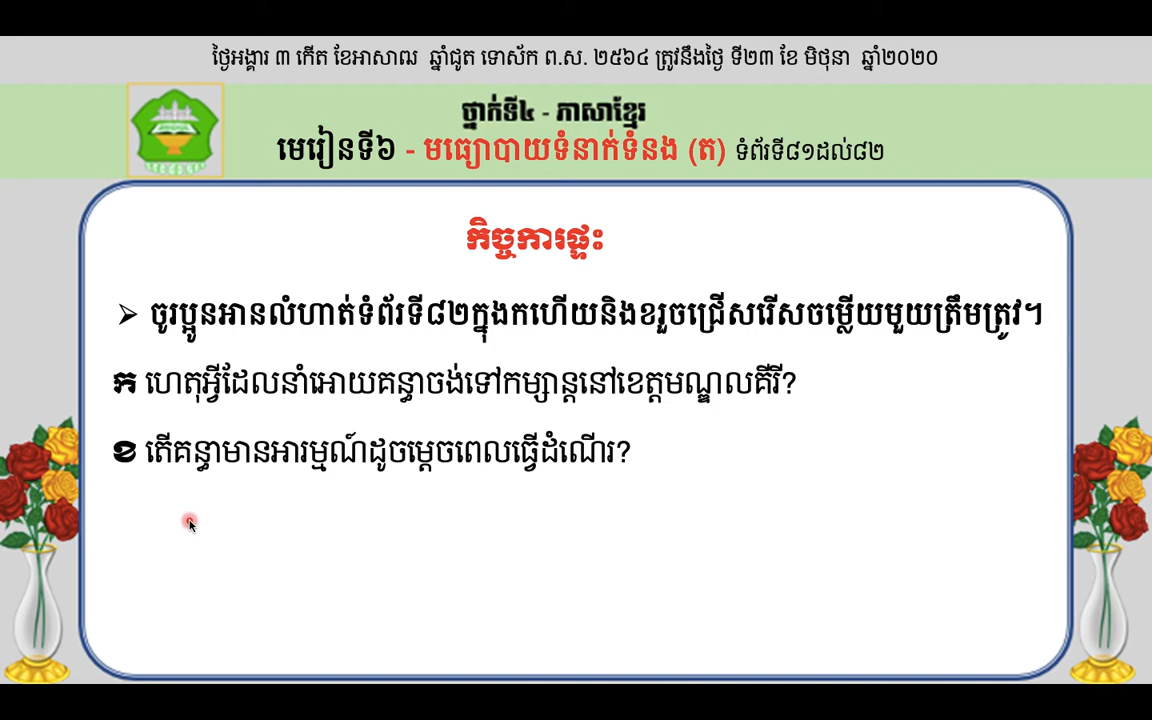 ថ្ងៃអង្គារ ៣ កើត ខែអាសាឍ ឆ្នាំជូត ទោស័ក ព.ស. ២៥៦៤ ត្រូវនឹងថ្ងៃ ទី២៣ ខែ មិថុនា ឆ្នាំ២០២០
ថ្នាក់ទី៤ - ភាសាខ្មែរ
មេរៀនទី៦ - មធ្យោបាយទំនាក់ទំនង (ត) ទំព័រទី៨១ដល់៨២
កិច្ចការផ្ទះ
➢ ចូរប្អូនអានលំហាត់ទំព័រទី៨២ក្នុងកហើយនិងខរួចជ្រើសរើសចម្លើយមួយត្រឹមត្រូវ។
ក ហេតុអ្វីដែលនាំអោយគន្ធាចង់ទៅកម្សាន្តនៅខេត្តមណ្ឌលគីរី?
ខ តើគន្ធាមានអារម្មណ៍ដូចម្តេចពេលធ្វើដំណើរ?